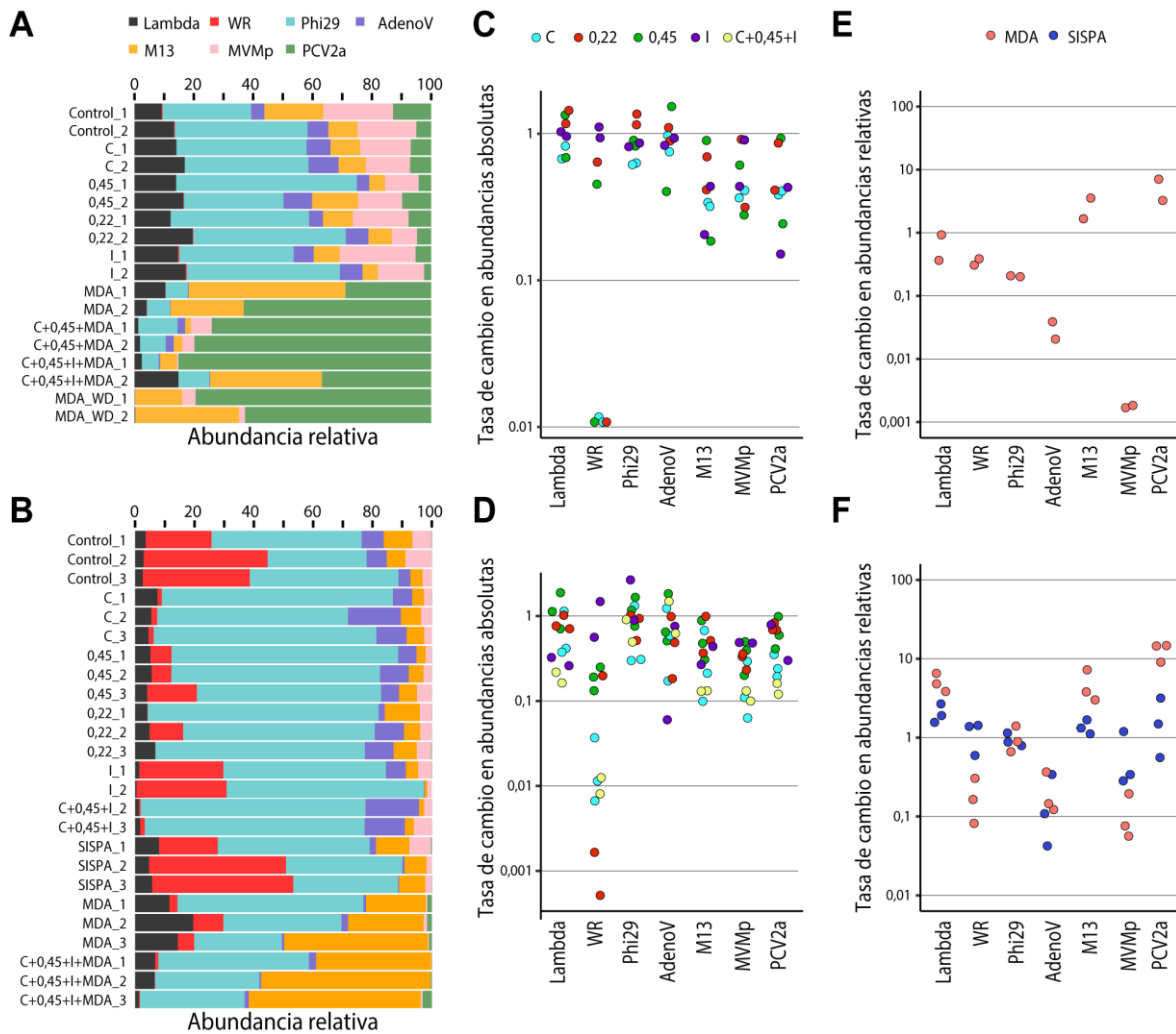 A
Lambda WR Phi29 AdenoV
M13 MVMp PCV2a
0 20 40 60 80 100
Control_1
Control_2
C_1
C_2
0,45_1
0,45_2
0,22_1
0,22_2
I_1
I_2
MDA_1
MDA_2
C+0,45+MDA_1
C+0,45+MDA_2
C+0,45+I+MDA_1
C+0,45+I+MDA_2
MDA_WD_1
MDA_WD_2
Abundancia relativa
B
0 20 40 60 80 100
Control_1
Control_2
Control_3
C_1
C_2
C_3
0,45_1
0,45_2
0,45_3
0,22_1
0,22_2
0,22_3
I_1
I_2
C+0,45+I_2
C+0,45+I_3
SISPA_1
SISPA_2
SISPA_3
MDA_1
MDA_2
MDA_3
C+0,45+I+MDA_1
C+0,45+I+MDA_2
C+0,45+I+MDA_3
Abundancia relativa
C
C 0,22 0,45 I C+0,45+I
Tasa de cambio en abundancias absolutas
1
0.1
0.01
Lambda
WR
Phi29
AdenoV
M13
MVMp
PCV2a
D
Tasa de cambio en abundancias absolutas
1
0,1
0,01
0,001
Lambda
WR
Phi29
AdenoV
M13
MVMp
PCV2a
E
MDA SISPA
Tasa de cambio en abundancias relativas
100
10
1
0,1
0,01
0,001
Lambda
WR
Phi29
AdenoV
M13
MVMp
PCV2a
F
Tasa de cambio en abundancias relativas
100
10
1
0,1
0,01
Lambda
WR
Phi29
AdenoV
M13
MVMp
PCV2a